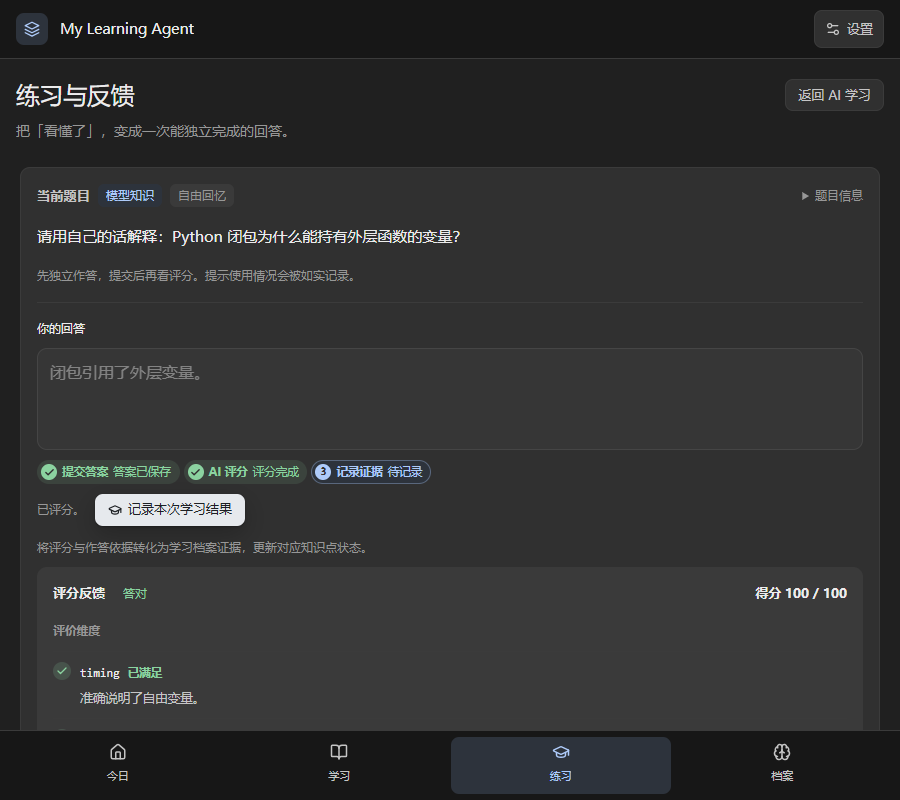 My Learning Agent
设置
练习与反馈
返回 AI 学习
把「看懂了」，变成一次能独立完成的回答。
当前题目 模型知识 自由回忆
题目信息
请用自己的话解释：Python 闭包为什么能持有外层函数的变量？
先独立作答，提交后再看评分。提示使用情况会被如实记录。
你的回答
闭包引用了外层变量。
提交答案 答案已保存 AI 评分 评分完成 3 记录证据 待记录
已评分。 记录本次学习结果
将评分与作答依据转化为学习档案证据，更新对应知识点状态。
评分反馈 答对 得分 100 / 100
评价维度
timing 已满足
准确说明了自由变量。
今日 学习 练习 档案